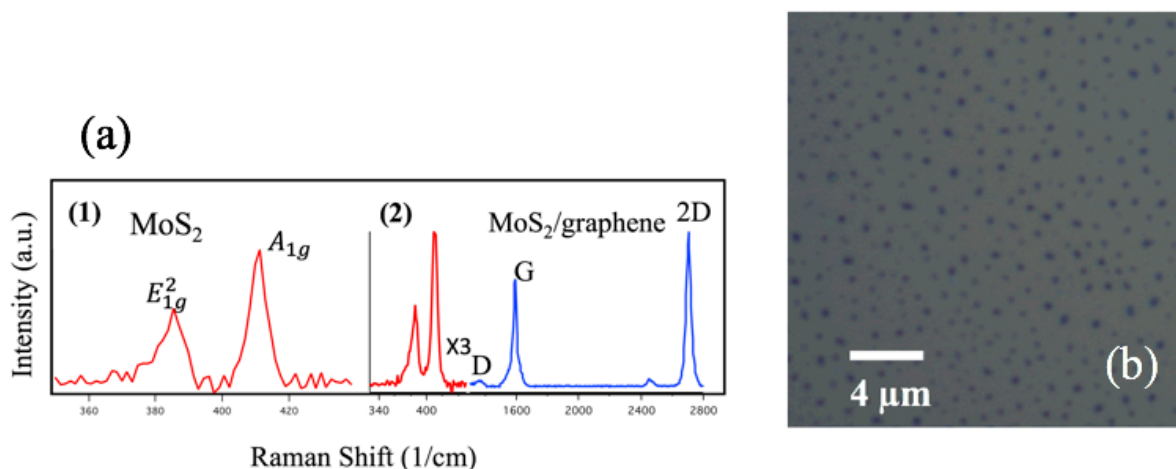 (a)
(1)
MoS₂
E²₁g
A₁g
(2)
MoS₂/graphene
2D
G
X3
D
Intensity (a.u.)
360 380 400 420
340 400 1600 2000 2400 2800
Raman Shift (1/cm)
(b)
4 µm